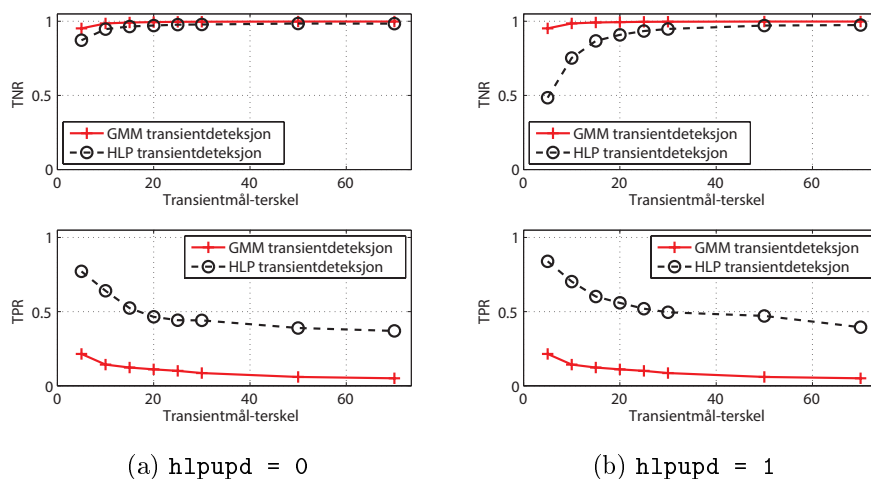 1
0.5
0
TNR
GMM transientdeteksjon
HLP transientdeteksjon
0 20 40 60
Transientmål-terskel
1
0.5
0
TNR
GMM transientdeteksjon
HLP transientdeteksjon
0 20 40 60
Transientmål-terskel
1
0.5
0
TPR
GMM transientdeteksjon
HLP transientdeteksjon
0 20 40 60
Transientmål-terskel
1
0.5
0
TPR
GMM transientdeteksjon
HLP transientdeteksjon
0 20 40 60
Transientmål-terskel
(a) hlpupd = 0
(b) hlpupd = 1